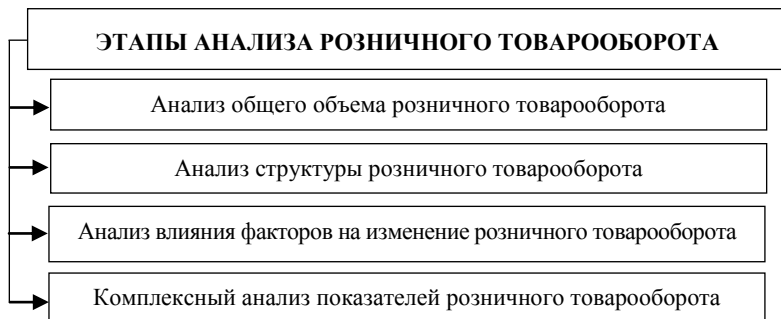 ЭТАПЫ АНАЛИЗА РОЗНИЧНОГО ТОВАРООБОРОТА
Анализ общего объема розничного товарооборота
Анализ структуры розничного товарооборота
Анализ влияния факторов на изменение розничного товарооборота
Комплексный анализ показателей розничного товарооборота